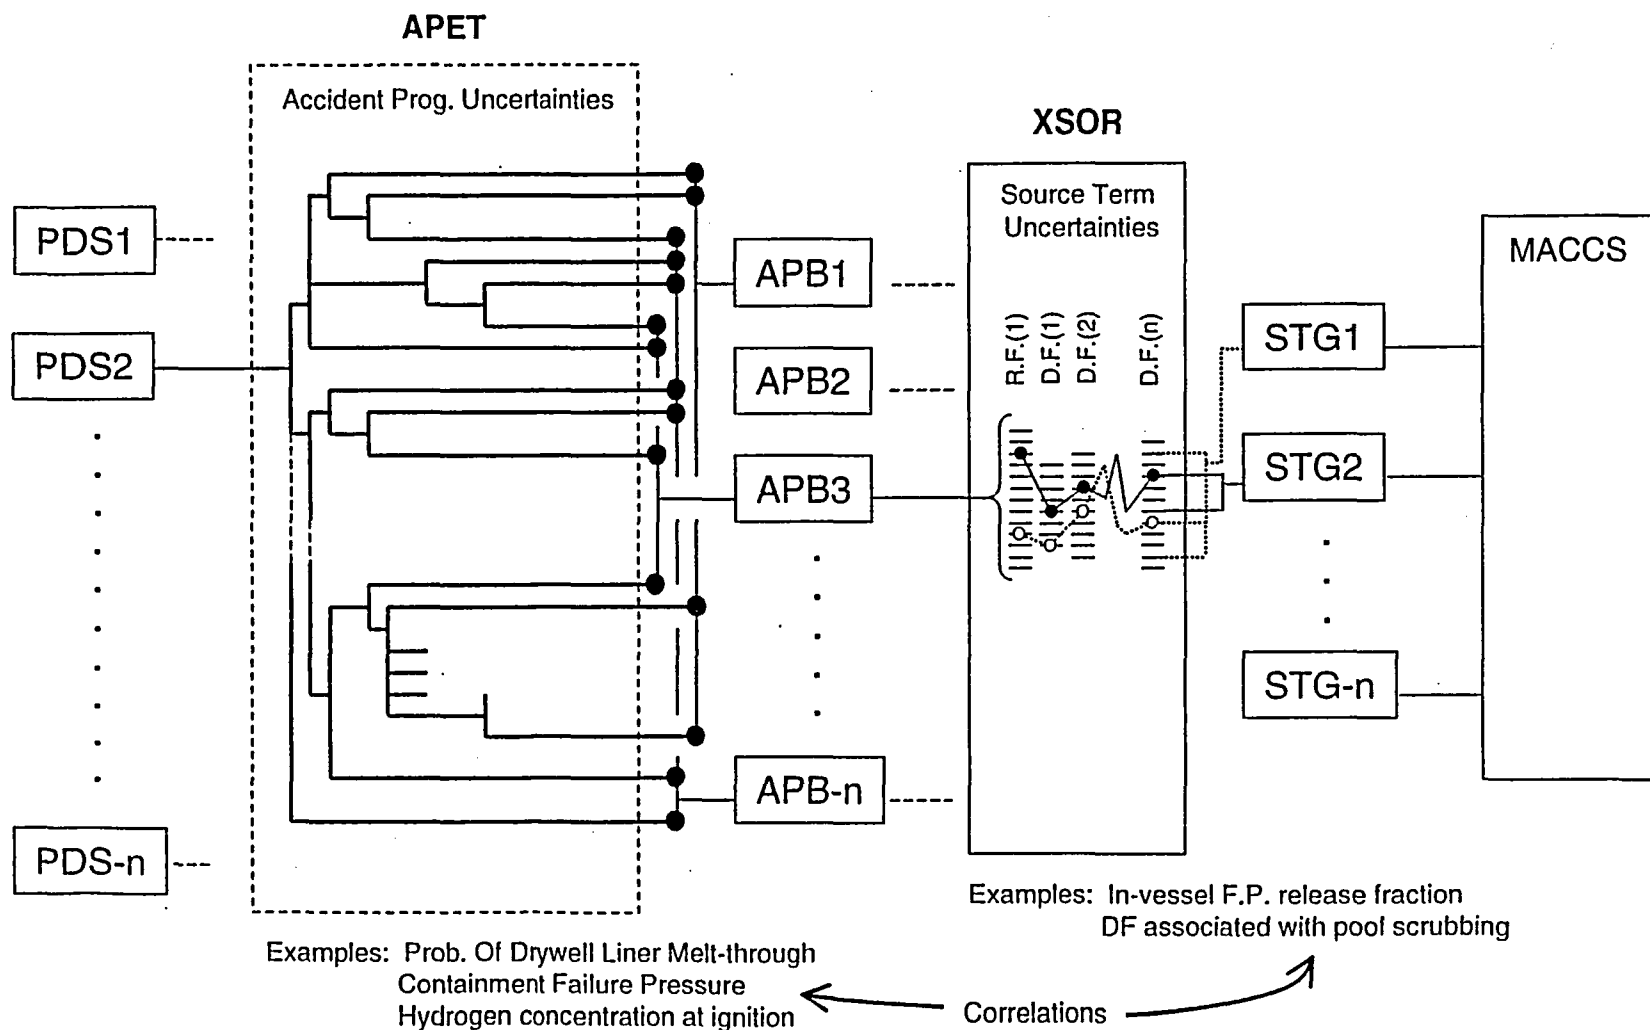 APET
Accident Prog. Uncertainties
XSOR
Source Term
Uncertainties
PDS1
PDS2
PDS-n
APB1
APB2
APB3
APB-n
R.F.(1)
D.F.(1)
D.F.(2)
D.F.(n)
STG1
STG2
STG-n
MACCS
Examples: In-vessel F.P. release fraction
DF associated with pool scrubbing
Examples: Prob. Of Drywell Liner Melt-through
Containment Failure Pressure
Hydrogen concentration at ignition
Correlations